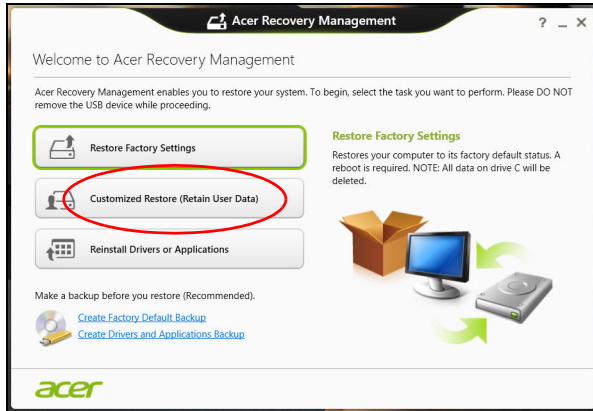 Acer Recovery Management
? _ ×
Welcome to Acer Recovery Management
Acer Recovery Management enables you to restore your system. To begin, select the task you want to perform. Please DO NOT
remove the USB device while proceeding.
Restore Factory Settings
Customized Restore (Retain User Data)
Reinstall Drivers or Applications
Restore Factory Settings
Restores your computer to its factory default status. A
reboot is required. NOTE: All data on drive C will be
deleted.
Make a backup before you restore (Recommended).
Create Factory Default Backup
Create Drivers and Applications Backup
acer